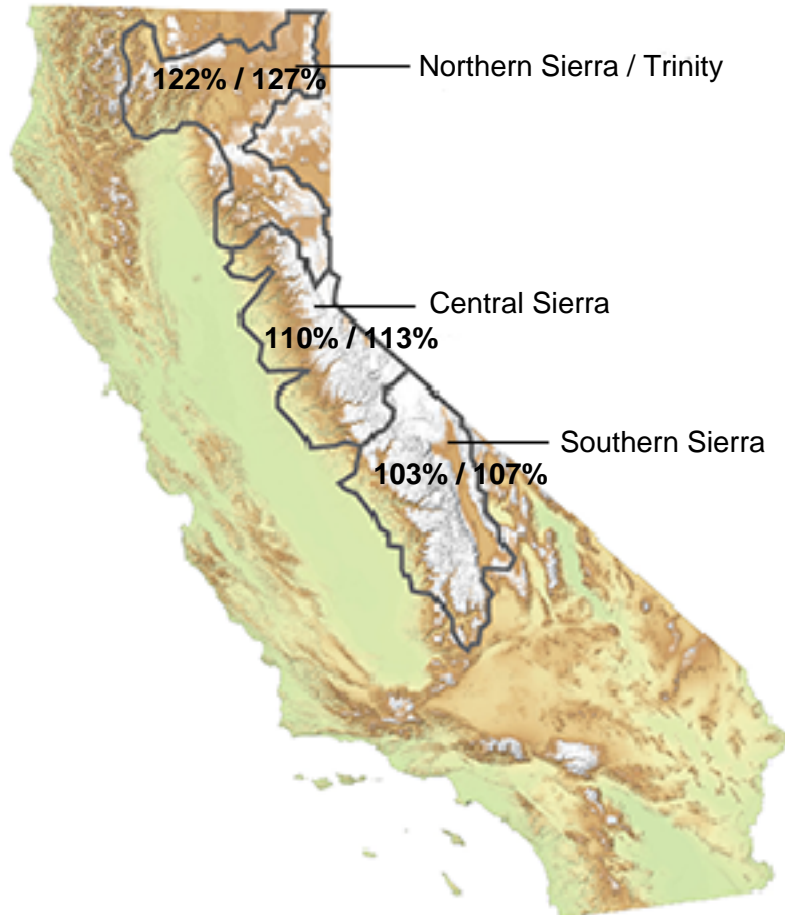 Northern Sierra / Trinity
122% / 127%
Central Sierra
110% / 113%
Southern Sierra
103% / 107%